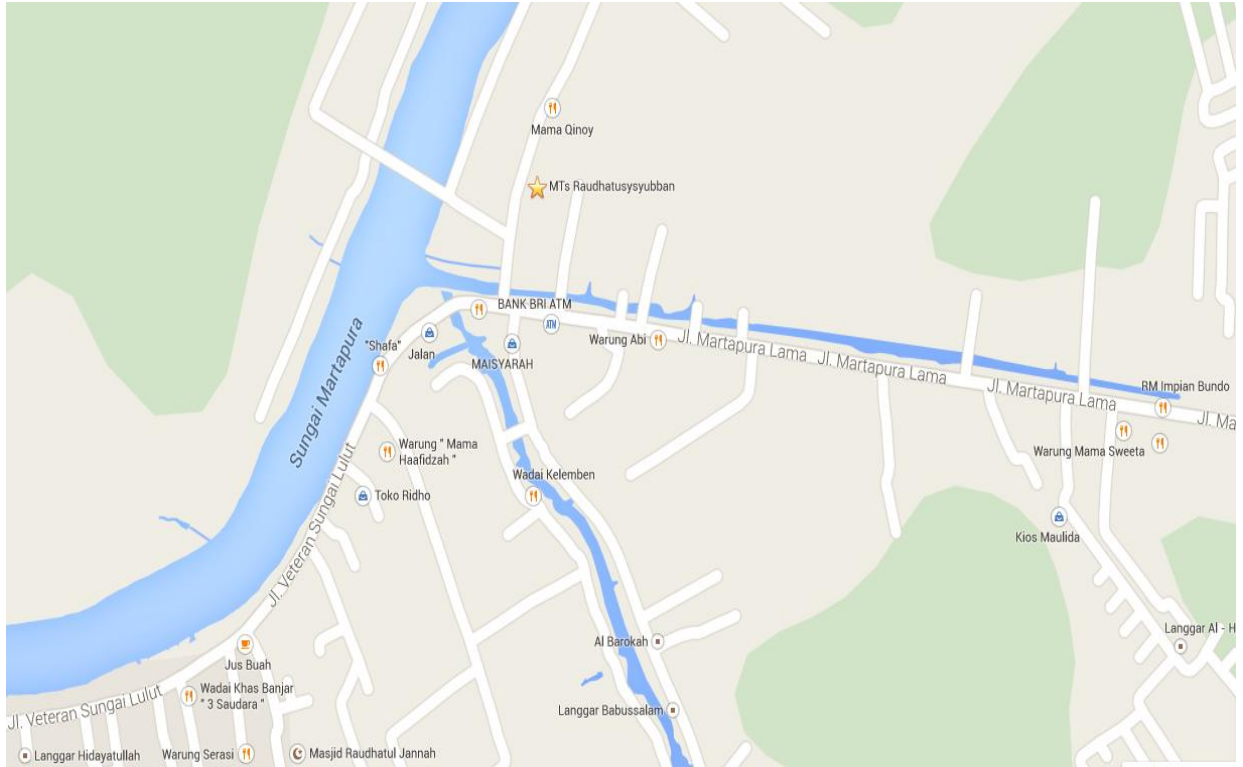 Mama Qinoy
MTs Raudhatusysyubban
BANK BRI ATM
ATM
"Shafa"
Jalan
MAISYARAH
Warung Abi
Jl. Martapura Lama
Jl. Martapura Lama
Jl. Martapura Lama
RM Impian Bundo
Jl. Ma
Sungai Martapura
Warung " Mama
Haafidzah "
Warung Mama Sweeta
Wadai Kelemben
Toko Ridho
Jl. Veteran Sungai Lulut
Kios Maulida
Al Barokah
Langgar Al - H
Jus Buah
Wadai Khas Banjar
" 3 Saudara "
Jl. Veteran Sungai Lulut
Langgar Babussalam
Langgar Hidayatullah
Warung Serasi
Masjid Raudhatul Jannah